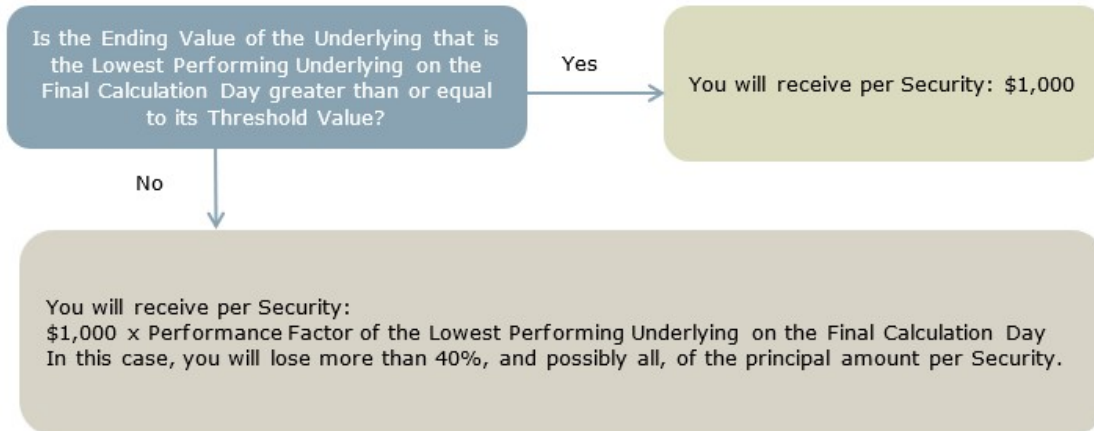 Is the Ending Value of the Underlying that is
the Lowest Performing Underlying on the
Final Calculation Day greater than or equal
to its Threshold Value?
Yes
You will receive per Security: $1,000
No
You will receive per Security:
$1,000 x Performance Factor of the Lowest Performing Underlying on the Final Calculation Day
In this case, you will lose more than 40%, and possibly all, of the principal amount per Security.